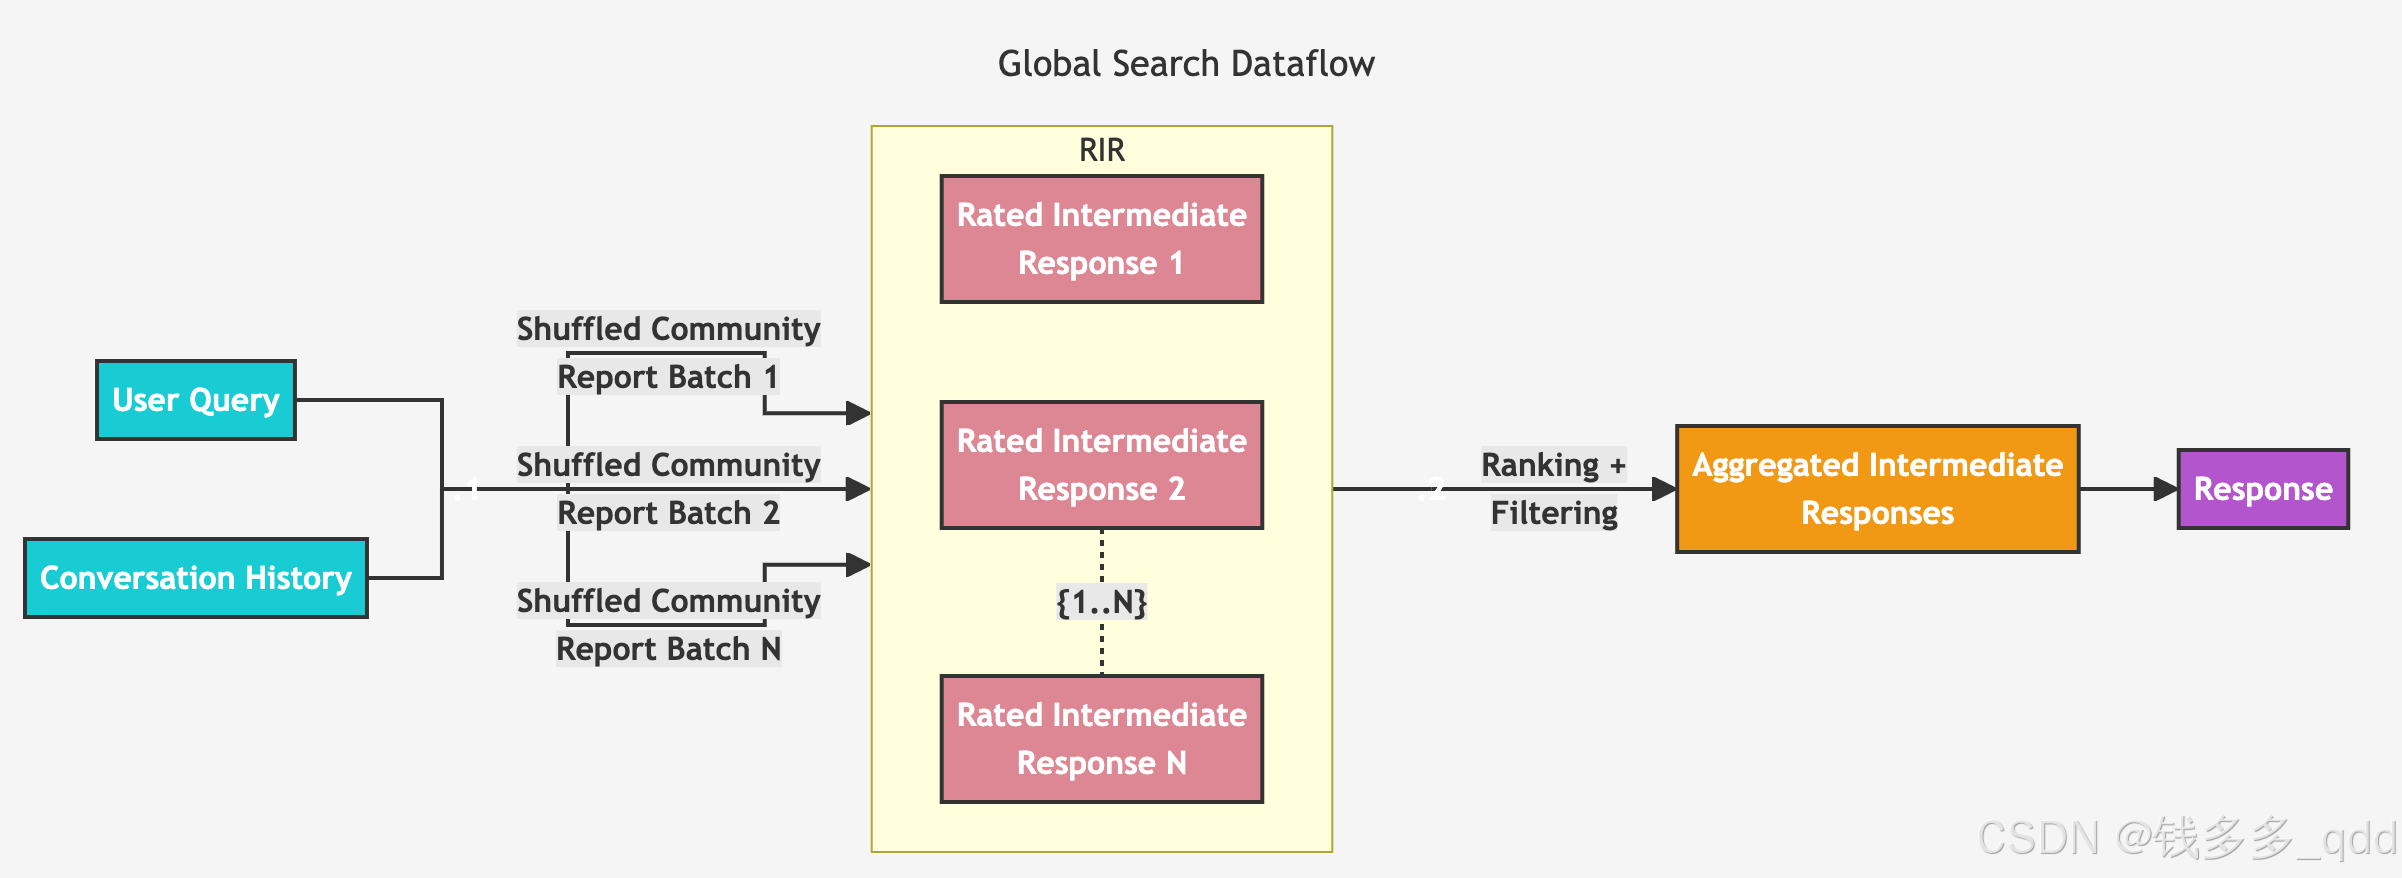 Global Search Dataflow
User Query
Conversation History
.1
Shuffled Community
Report Batch 1
Shuffled Community
Report Batch 2
Shuffled Community
Report Batch N
RIR
Rated Intermediate
Response 1
Rated Intermediate
Response 2
{1..N}
Rated Intermediate
Response N
.2
Ranking +
Filtering
Aggregated Intermediate
Responses
Response
CSDN @钱多多_qdd